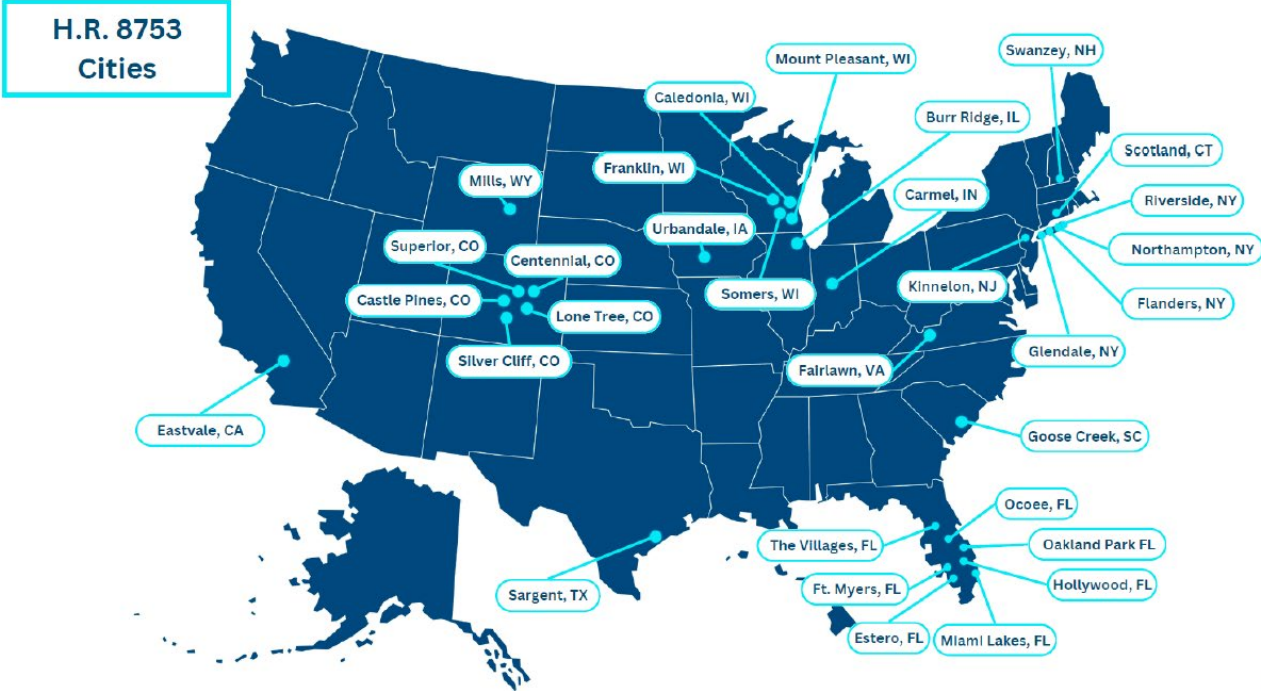 H.R. 8753
Cities
Swanzey, NH
Mount Pleasant, WI
Caledonia, WI
Burr Ridge, IL
Scotland, CT
Franklin, WI
Mills, WY
Carmel, IN
Riverside, NY
Urbandale, IA
Superior, CO
Centennial, CO
Northampton, NY
Kinnelon, NJ
Somers, WI
Castle Pines, CO
Flanders, NY
Lone Tree, CO
Glendale, NY
Silver Cliff, CO
Fairlawn, VA
Eastvale, CA
Goose Creek, SC
Ocoee, FL
The Villages, FL
Oakland Park FL
Hollywood, FL
Ft. Myers, FL
Sargent, TX
Estero, FL
Miami Lakes, FL